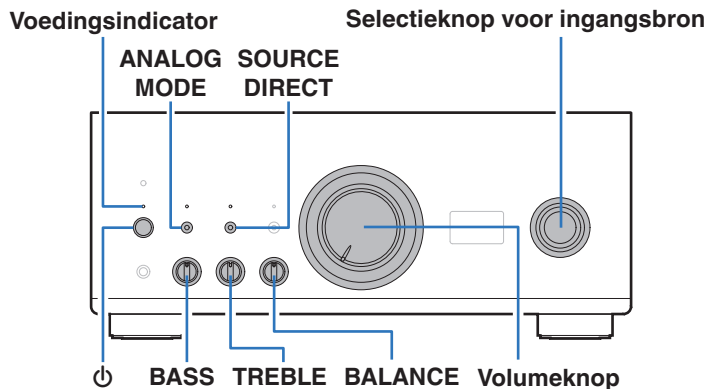 Voedingsindicator
Selectieknop voor ingangsbron
ANALOG
MODE
SOURCE
DIRECT
BASS
TREBLE
BALANCE
Volumeknop